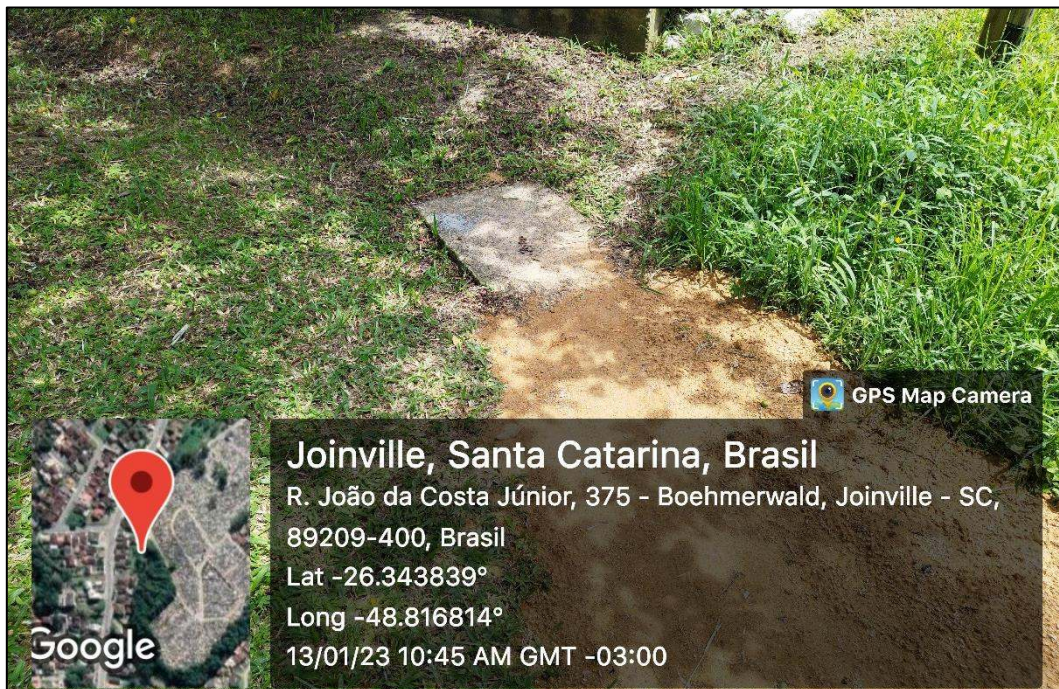 GPS Map Camera
Joinville, Santa Catarina, Brasil
R. João da Costa Júnior, 375 - Boehmerwald, Joinville - SC,
89209-400, Brasil
Lat -26.343839°
Long -48.816814°
13/01/23 10:45 AM GMT -03:00
Google